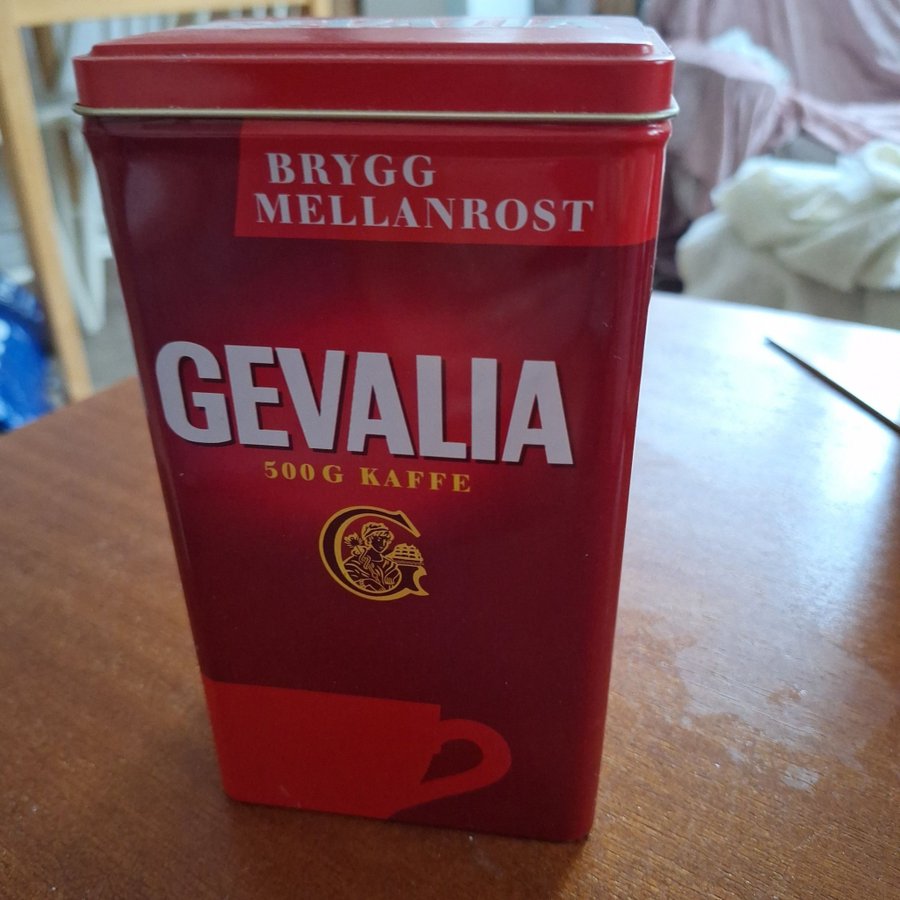 BRYGG
MELLANROST
GEVALIA
500G KAFFE